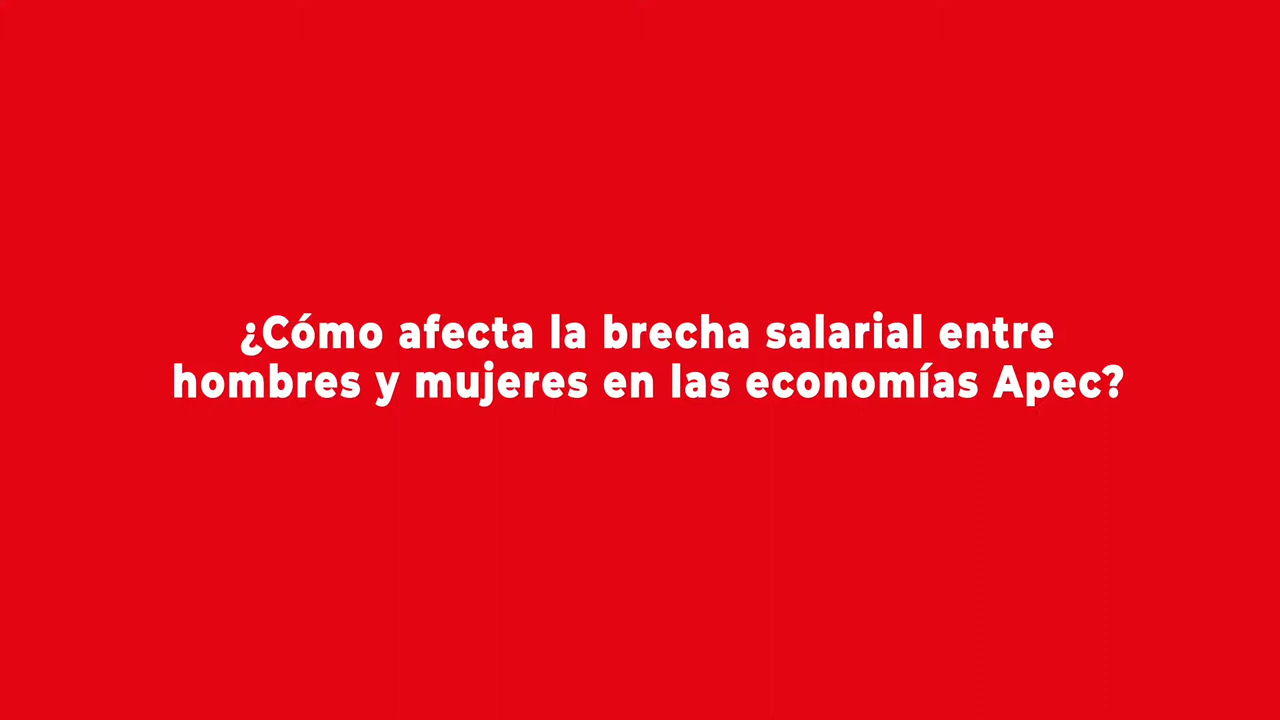 ¿Cómo afecta la brecha salarial entre
hombres y mujeres en las economías Apec?